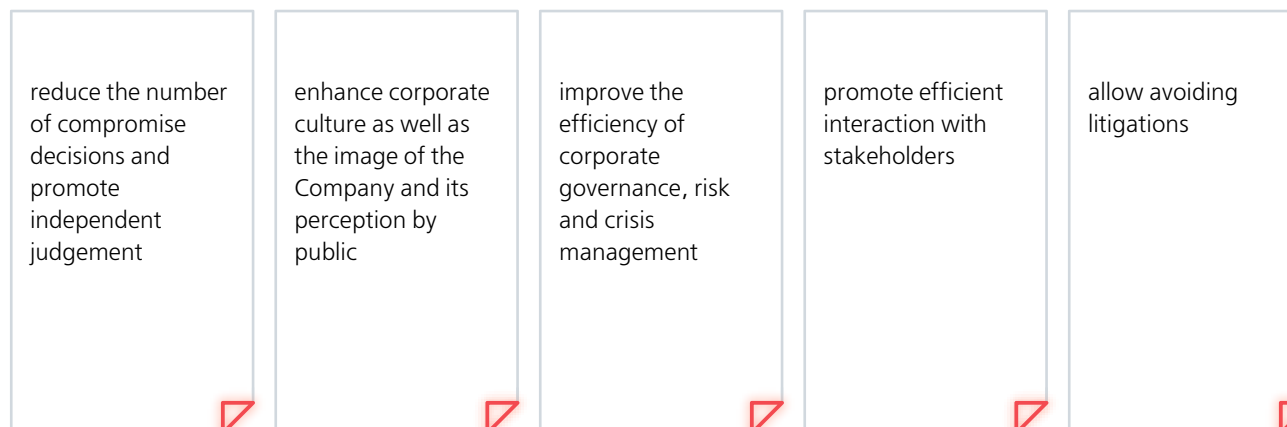 reduce the number
of compromise
decisions and
promote
independent
judgement
enhance corporate
culture as well as
the image of the
Company and its
perception by
public
improve the
efficiency of
corporate
governance, risk
and crisis
management
promote efficient
interaction with
stakeholders
allow avoiding
litigations